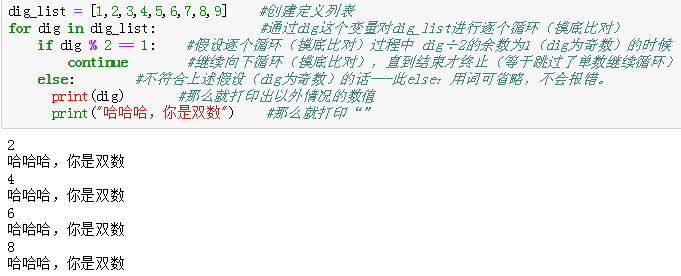 dig_list = [1,2,3,4,5,6,7,8,9]    #创建定义列表
for dig in dig_list:    #通过dig这个变量对dig_list进行逐个循环（摸底比对）
    if dig % 2 == 1:    #假设逐个循环（摸底比对）过程中 dig÷2的余数为1（dig为奇数）的时候
        continue    #继续向下循环（摸底比对），直到结束才终止（等于跳过了单数继续循环）
    else:    #不符合上述假设（dig为奇数）的话---此else：用词可省略，不会报错。
      print(dig)    #那么就打印出以外情况的数值
      print("哈哈哈，你是双数")    #那么就打印“”
2
哈哈哈，你是双数
4
哈哈哈，你是双数
6
哈哈哈，你是双数
8
哈哈哈，你是双数